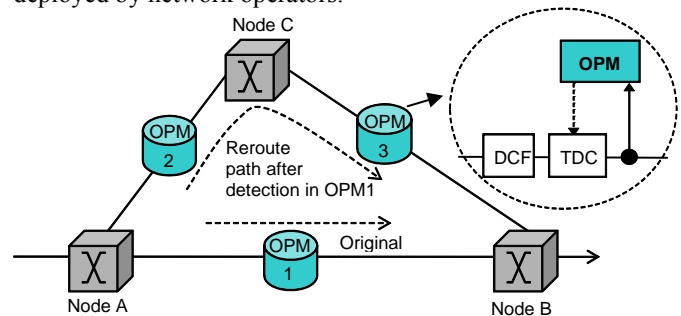 deployed by network operators.
Node C
OPM
2
OPM
3
OPM
DCF
TDC
Reroute
path after
detection in OPM1
Original
OPM
1
Node A
Node B